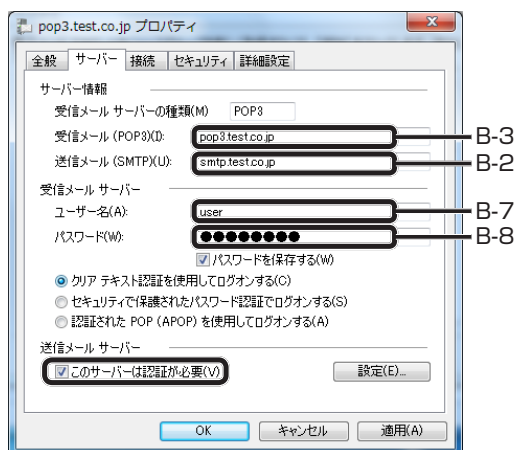 pop3.test.co.jp プロパティ
全般 サーバー 接続 セキュリティ 詳細設定
サーバー情報
受信メール サーバーの種類(M) POP3
受信メール (POP3)(I): pop3.test.co.jp B-3
送信メール (SMTP)(U): smtp.test.co.jp B-2
受信メール サーバー
ユーザー名(A): user B-7
パスワード(W): ●●●●●●●● B-8
パスワードを保存する(W)
クリア テキスト認証を使用してログオンする(C)
セキュリティで保護されたパスワード認証でログオンする(S)
認証された POP (APOP) を使用してログオンする(A)
送信メール サーバー
このサーバーは認証が必要(V) 設定(E)...
OK キャンセル 適用(A)